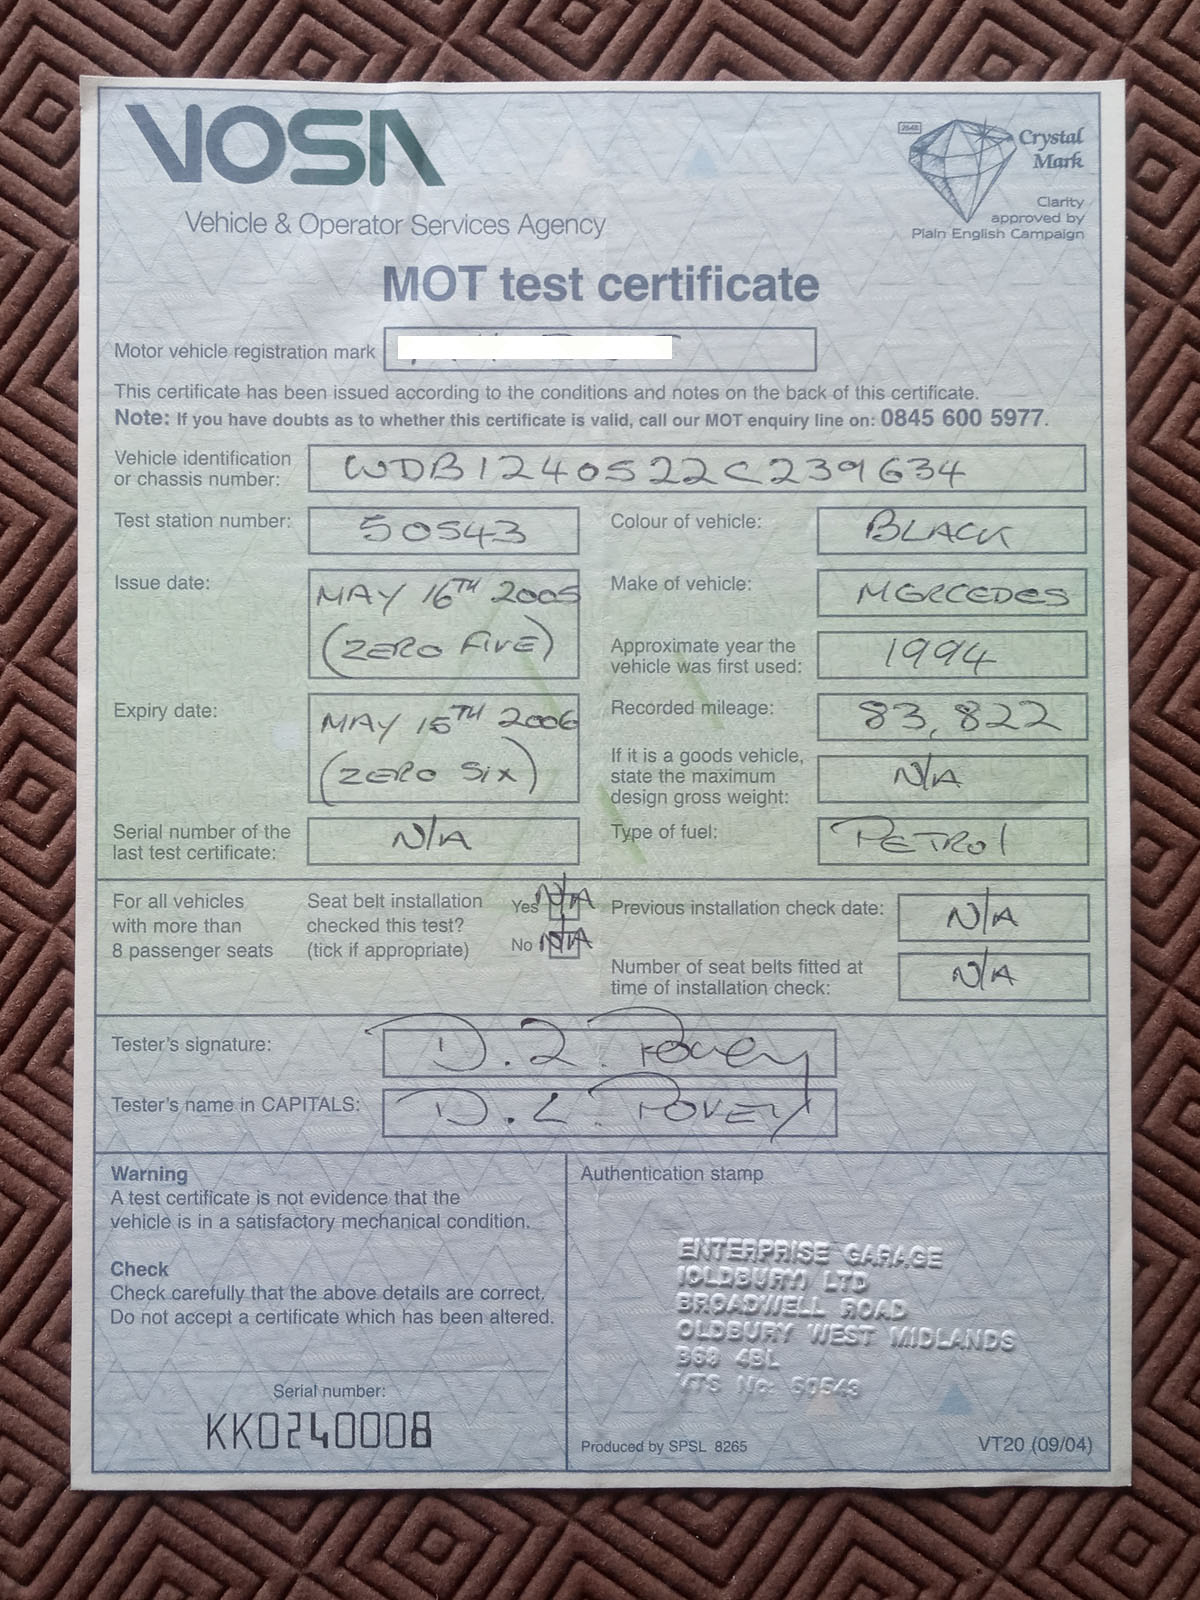 VOSA
Vehicle & Operator Services Agency
2548
Crystal
Mark
Clarity
approved by
Plain English Campaign
MOT test certificate
Motor vehicle registration mark
This certificate has been issued according to the conditions and notes on the back of this certificate.
Note: If you have doubts as to whether this certificate is valid, call our MOT enquiry line on: 0845 600 5977.
Vehicle identification
or chassis number:
WDB1240522C239634
Test station number:
50543
Colour of vehicle:
BLACK
Issue date:
MAY 16TH 2005
(ZERO FIVE)
Make of vehicle:
MERCEDES
Approximate year the
vehicle was first used:
1994
Expiry date:
MAY 15TH 2006
(ZERO SIX)
Recorded mileage:
83,822
If it is a goods vehicle,
state the maximum
design gross weight:
N/A
Serial number of the
last test certificate:
N/A
Type of fuel:
PETROL
For all vehicles
with more than
8 passenger seats
Seat belt installation
checked this test?
(tick if appropriate)
Yes N/A
No N/A
Previous installation check date:
N/A
Number of seat belts fitted at
time of installation check:
N/A
Tester's signature:
D. L. Povey
Tester's name in CAPITALS:
D. L. POVEY
Warning
A test certificate is not evidence that the
vehicle is in a satisfactory mechanical condition.
Check
Check carefully that the above details are correct.
Do not accept a certificate which has been altered.
Serial number:
KK0240008
Authentication stamp
ENTERPRISE GARAGE
(OLDBURY) LTD
BROADWELL ROAD
OLDBURY WEST MIDLANDS
B69 4BL
VTS No: 50543
Produced by SPSL 8265
VT20 (09/04)